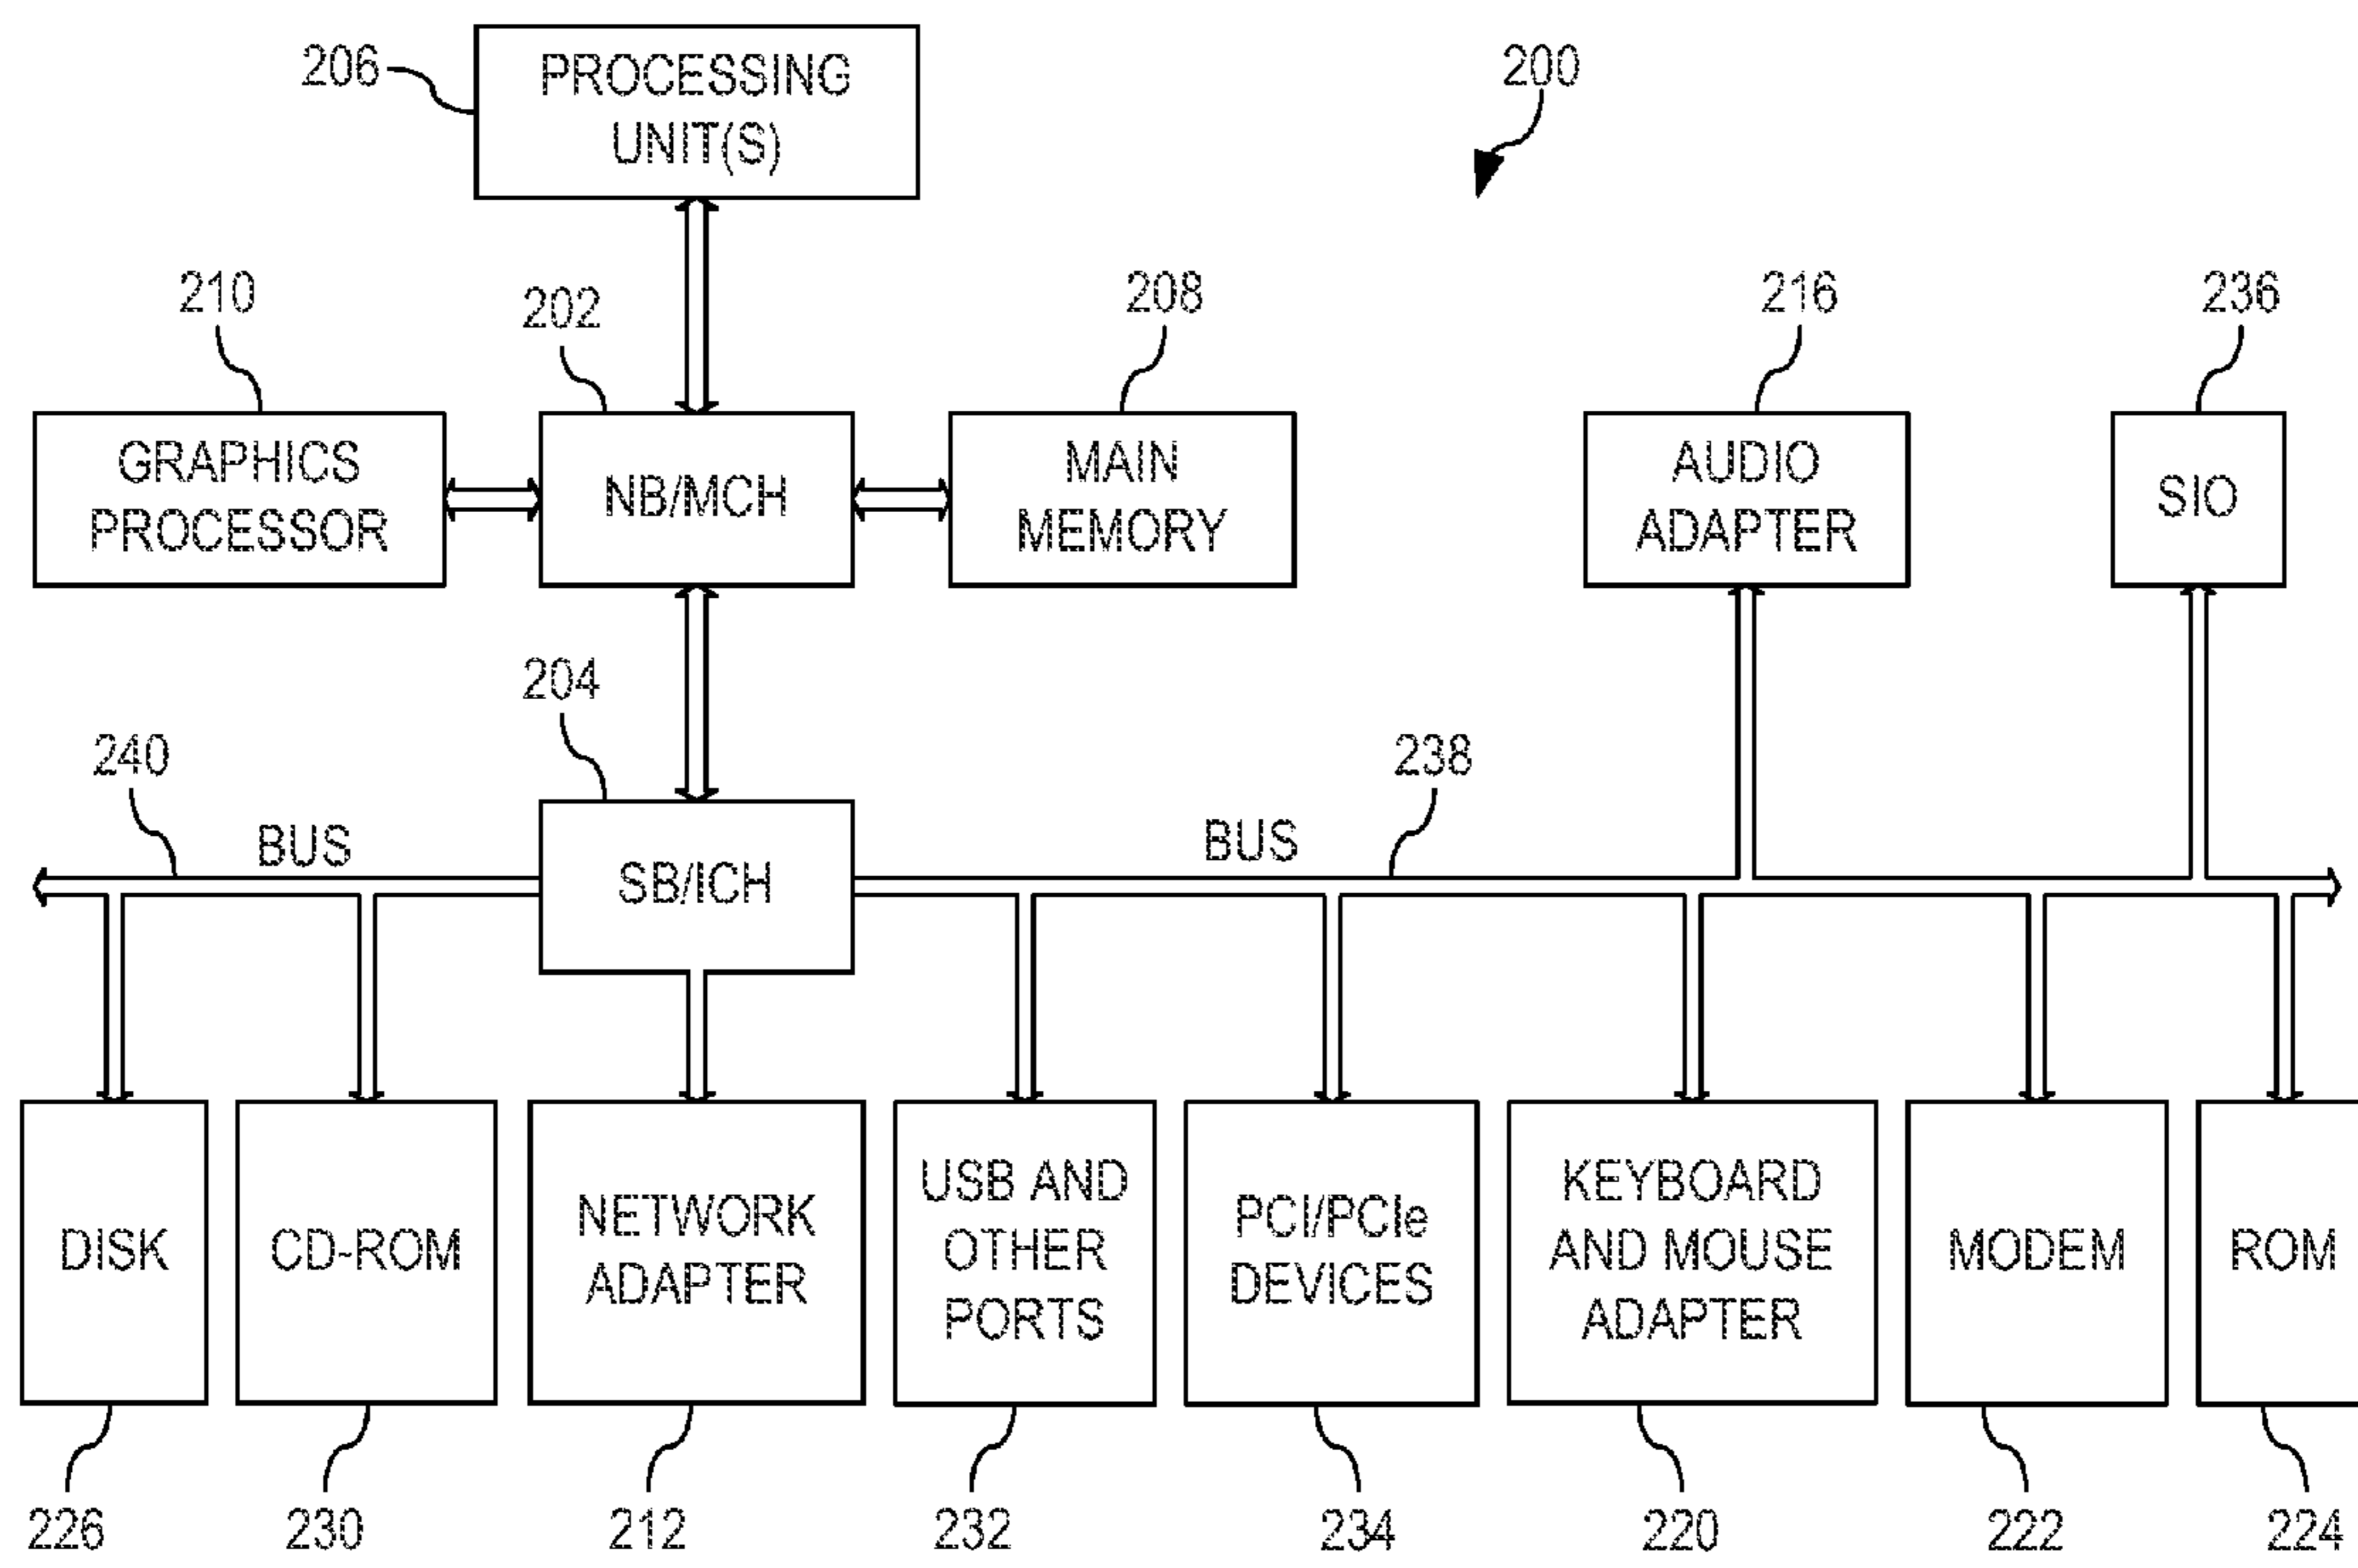 206
PROCESSING
UNIT(S)
200
210
202
208
216
236
GRAPHICS
PROCESSOR
NB/MCH
MAIN
MEMORY
AUDIO
ADAPTER
SIO
204
240
238
BUS
SB/ICH
BUS
DISK
CD-ROM
NETWORK
ADAPTER
USB AND
OTHER
PORTS
PCI/PCIe
DEVICES
KEYBOARD
AND MOUSE
ADAPTER
MODEM
ROM
226
230
212
232
234
220
222
224